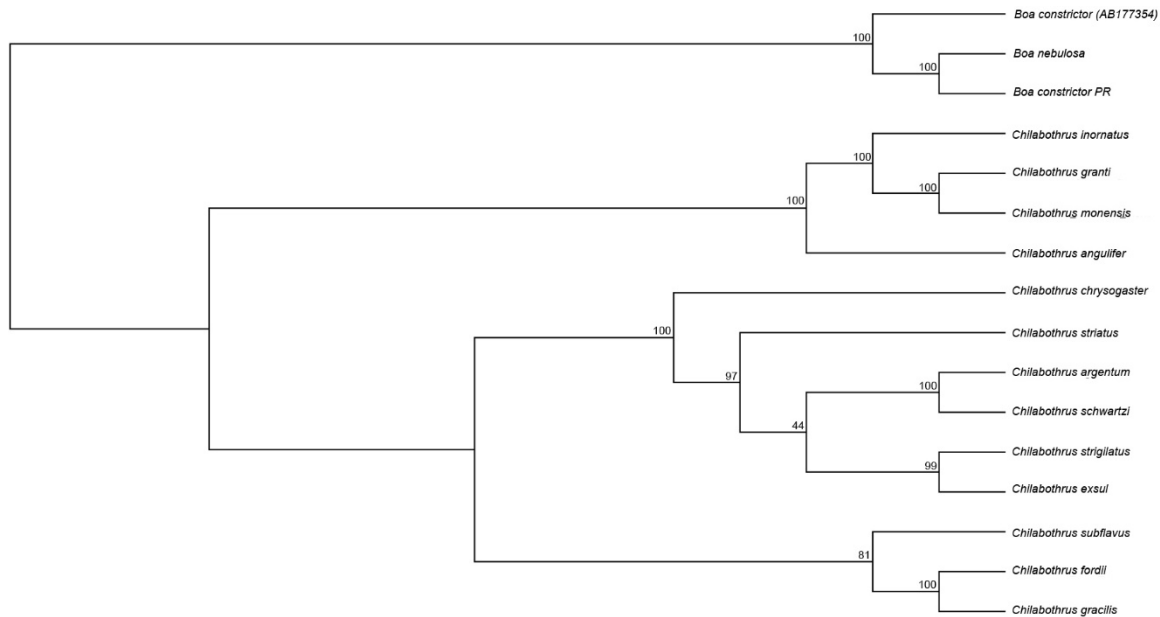 Boa constrictor (AB177354)
100
Boa nebulosa
100
Boa constrictor PR
Chilabothrus inornatus
100
Chilabothrus granti
100
Chilabothrus monensis
100
Chilabothrus angulifer
Chilabothrus chrysogaster
100
Chilabothrus striatus
97
Chilabothrus argentum
100
Chilabothrus schwartzi
44
Chilabothrus strigilatus
99
Chilabothrus exsul
Chilabothrus subflavus
81
Chilabothrus fordii
100
Chilabothrus gracilis